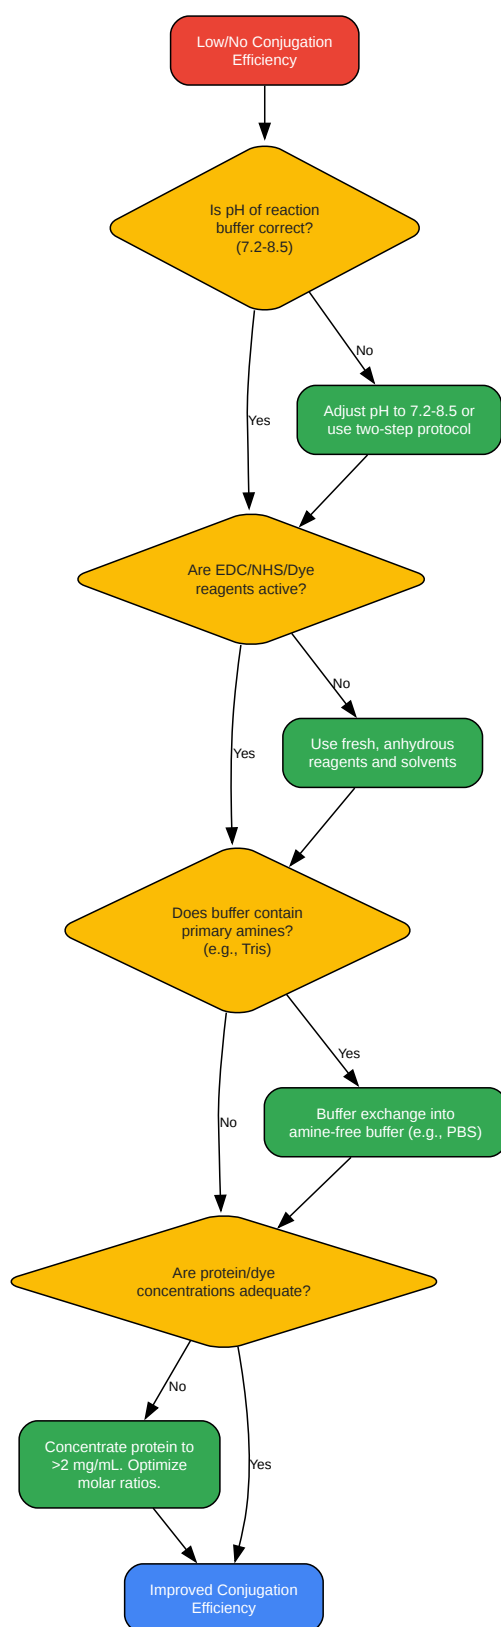 Low/No Conjugation
Efficiency
Is pH of reaction
buffer correct?
(7.2-8.5)
No
Adjust pH to 7.2-8.5 or
use two-step protocol
Yes
Are EDC/NHS/Dye
reagents active?
No
Use fresh, anhydrous
reagents and solvents
Yes
Does buffer contain
primary amines?
(e.g., Tris)
Yes
Buffer exchange into
amine-free buffer (e.g., PBS)
No
Are protein/dye
concentrations adequate?
No
Concentrate protein to
>2 mg/mL. Optimize
molar ratios.
Yes
Improved Conjugation
Efficiency